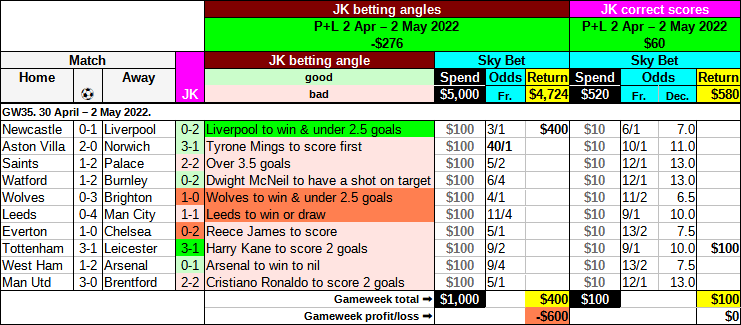 JK betting angles JK correct scores
P+L 2 Apr – 2 May 2022 P+L 2 Apr – 2 May 2022
-$276 $60
Match JK betting angle Sky Bet Sky Bet
Home Away JK good Spend Odds Return Spend Odds Return
bad $5,000 Fr. $4,724 $520 Fr. Dec. $580
GW35. 30 April – 2 May 2022.
Newcastle 0-1 Liverpool 0-2 Liverpool to win & under 2.5 goals $100 3/1 $400 $10 6/1 7.0
Aston Villa 2-0 Norwich 3-1 Tyrone Mings to score first $100 40/1 $10 10/1 11.0
Saints 1-2 Palace 2-2 Over 3.5 goals $100 5/2 $10 12/1 13.0
Watford 1-2 Burnley 0-2 Dwight McNeil to have a shot on target $100 6/4 $10 12/1 13.0
Wolves 0-3 Brighton 1-0 Wolves to win & under 2.5 goals $100 4/1 $10 11/2 6.5
Leeds 0-4 Man City 1-1 Leeds to win or draw $100 11/4 $10 9/1 10.0
Everton 1-0 Chelsea 0-2 Reece James to score $100 5/1 $10 13/2 7.5
Tottenham 3-1 Leicester 3-1 Harry Kane to score 2 goals $100 9/2 $10 9/1 10.0 $100
West Ham 1-2 Arsenal 0-1 Arsenal to win to nil $100 9/4 $10 13/2 7.5
Man Utd 3-0 Brentford 2-2 Cristiano Ronaldo to score 2 goals $100 5/1 $10 12/1 13.0
Gameweek total ➡ $1,000 $400 $100 $100
Gameweek profit/loss ➡ -$600 $0